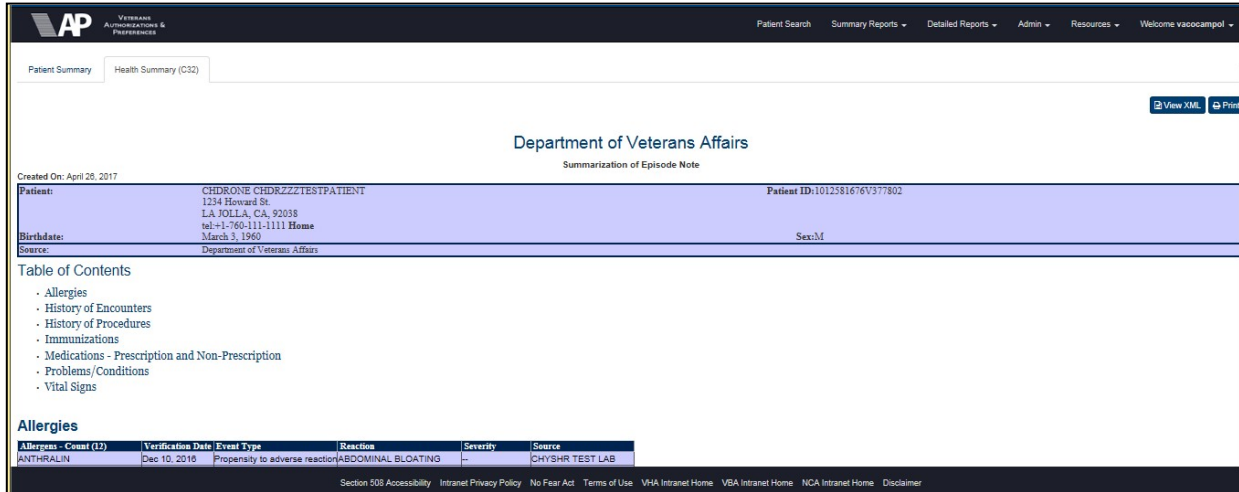 VAP VETERANS AUTHORIZATIONS & PREFERENCES
Patient Search Summary Reports Detailed Reports Admin Resources Welcome vacocampol
Patient Summary Health Summary (C32)
View XML Print
Department of Veterans Affairs
Summarization of Episode Note
Created On: April 26, 2017
Patient: CHDRONE CHDRZZZTESTPATIENT Patient ID:1012581676V377802
1234 Howard St.
LA JOLLA, CA, 92038
tel:+1-760-111-1111 Home
Birthdate: March 3, 1960 Sex:M
Source: Department of Veterans Affairs
Table of Contents
Allergies
History of Encounters
History of Procedures
Immunizations
Medications - Prescription and Non-Prescription
Problems/Conditions
Vital Signs
Allergies
Allergens - Count (12) Verification Date Event Type Reaction Severity Source
ANTHRALIN Dec 10, 2016 Propensity to adverse reaction ABDOMINAL BLOATING -- CHYSHR TEST LAB
Section 508 Accessibility Intranet Privacy Policy No Fear Act Terms of Use VHA Intranet Home VBA Intranet Home NCA Intranet Home Disclaimer